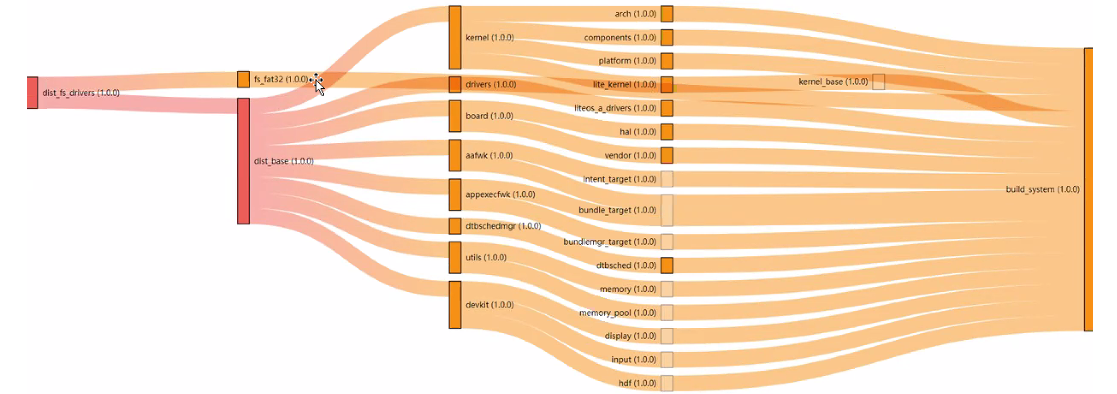 dist_fs_drivers (1.0.0)
fs_fat32 (1.0.0)
dist_base (1.0.0)
kernel (1.0.0)
drivers (1.0.0)
board (1.0.0)
aafwk (1.0.0)
appexecfwk (1.0.0)
dtbschedmgr (1.0.0)
utils (1.0.0)
devkit (1.0.0)
arch (1.0.0)
components (1.0.0)
platform (1.0.0)
lite_kernel (1.0.0)
liteos_a_drivers (1.0.0)
hal (1.0.0)
vendor (1.0.0)
intent_target (1.0.0)
bundle_target (1.0.0)
bundlemgr_target (1.0.0)
dtbsched (1.0.0)
memory (1.0.0)
memory_pool (1.0.0)
display (1.0.0)
input (1.0.0)
hdf (1.0.0)
kernel_base (1.0.0)
build_system (1.0.0)